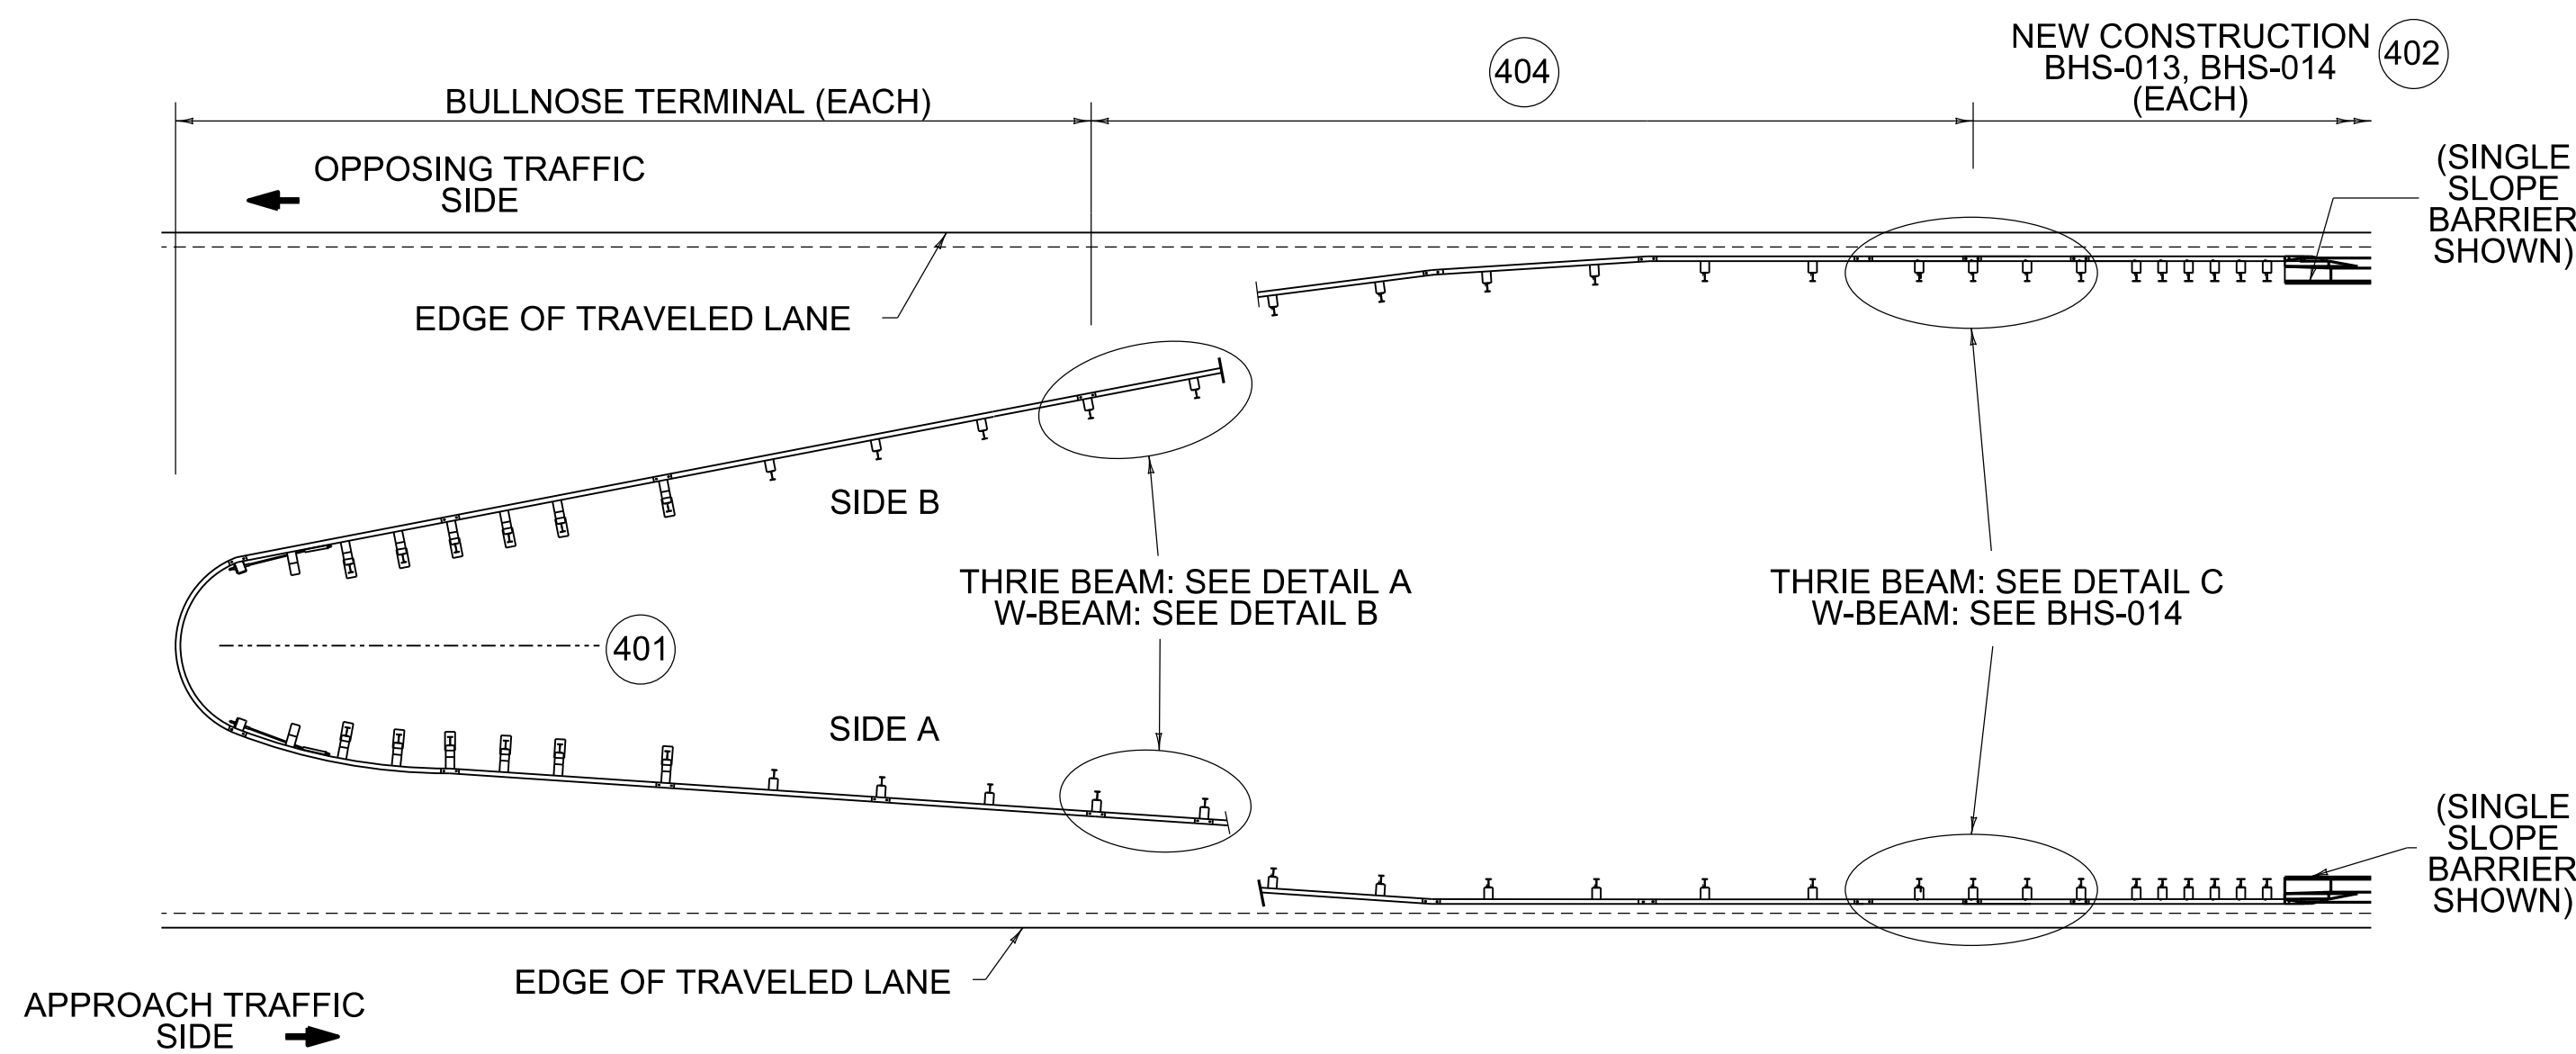 NEW CONSTRUCTION
BHS-013, BHS-014
(EACH)
402
404
BULLNOSE TERMINAL (EACH)
OPPOSING TRAFFIC
SIDE
(SINGLE
SLOPE
BARRIER
SHOWN)
EDGE OF TRAVELED LANE
SIDE B
THRIE BEAM: SEE DETAIL A
W-BEAM: SEE DETAIL B
THRIE BEAM: SEE DETAIL C
W-BEAM: SEE BHS-014
401
SIDE A
(SINGLE
SLOPE
BARRIER
SHOWN)
EDGE OF TRAVELED LANE
APPROACH TRAFFIC
SIDE